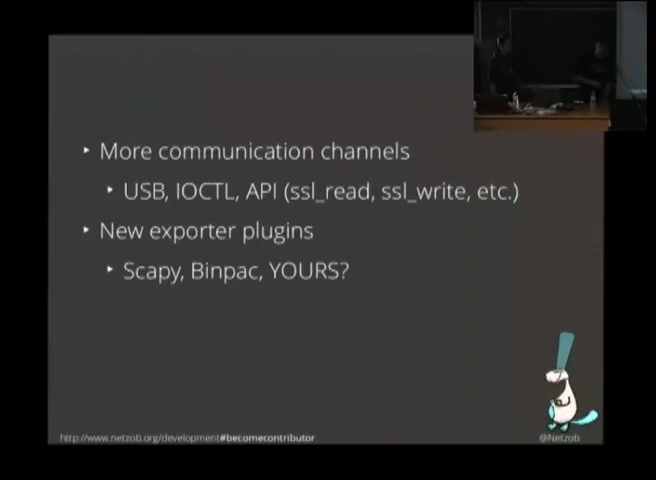 More communication channels
USB, IOCTL, API (ssl_read, ssl_write, etc.)
New exporter plugins
Scapy, Binpac, YOURS?
http://www.netzob.org/development#becomecontributor
@Netzob